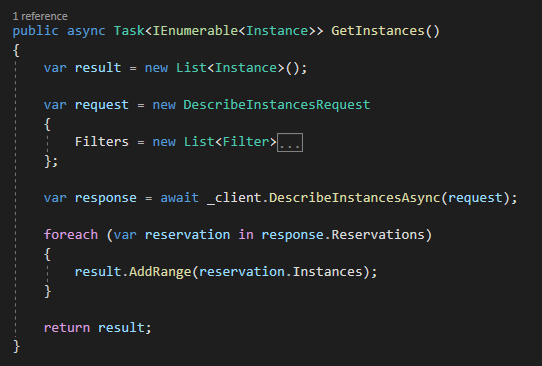 1 reference
public async Task<IEnumerable<Instance>> GetInstances()
{
    var result = new List<Instance>();

    var request = new DescribeInstancesRequest
    {
        Filters = new List<Filter>...
    };

    var response = await _client.DescribeInstancesAsync(request);

    foreach (var reservation in response.Reservations)
    {
        result.AddRange(reservation.Instances);
    }

    return result;
}